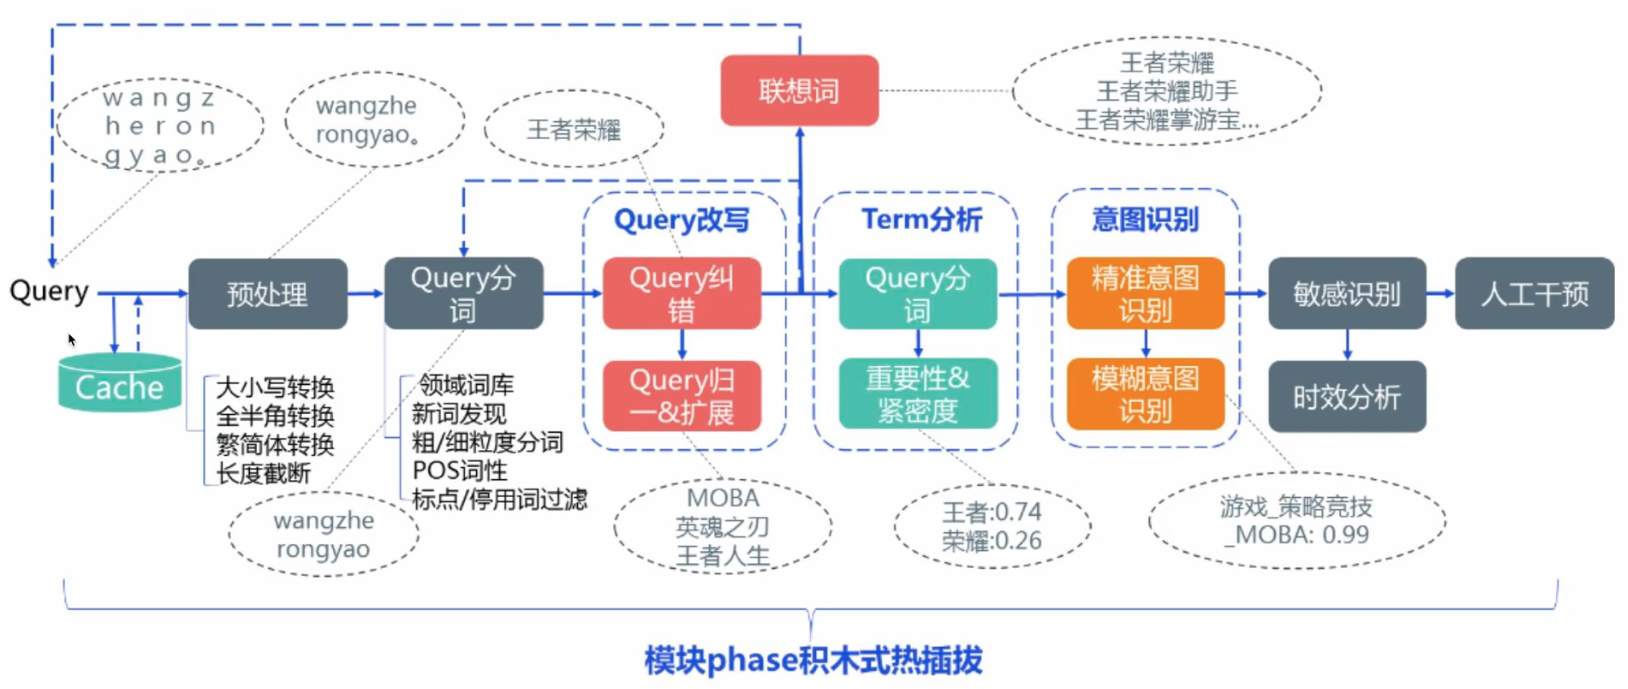 w a n g z
h e r o n
g y a o 。
wangzhe
rongyao。
王者荣耀
联想词
王者荣耀
王者荣耀助手
王者荣耀掌游宝...
Query
Cache
预处理
大小写转换
全半角转换
繁简体转换
长度截断
Query分
词
领域词库
新词发现
粗/细粒度分词
POS词性
标点/停用词过滤
wangzhe
rongyao
Query改写
Query纠
错
Query归
一&扩展
MOBA
英魂之刃
王者人生
Term分析
Query分
词
重要性&
紧密度
王者:0.74
荣耀:0.26
意图识别
精准意图
识别
模糊意图
识别
游戏_策略竞技
_MOBA: 0.99
敏感识别
时效分析
人工干预
模块phase积木式热插拔